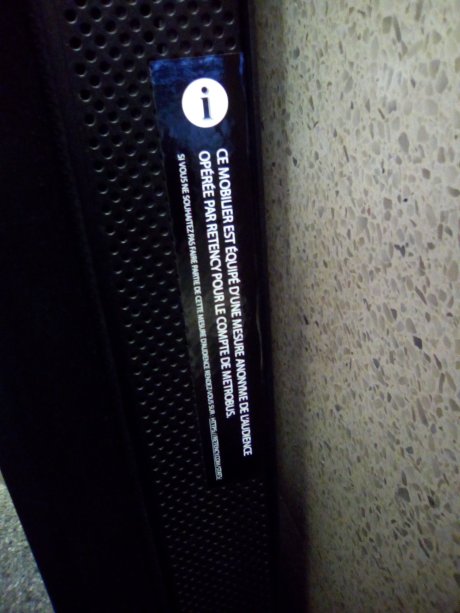 i
CE MOBILIER EST ÉQUIPÉ D'UNE MESURE ANONYME DE L'AUDIENCE
OPÉRÉE PAR RETENCY POUR LE COMPTE DE METROBUS.
SI VOUS NE SOUHAITEZ PAS FAIRE PARTIE DE CETTE MESURE D'AUDIENCE RENDEZ-VOUS SUR :